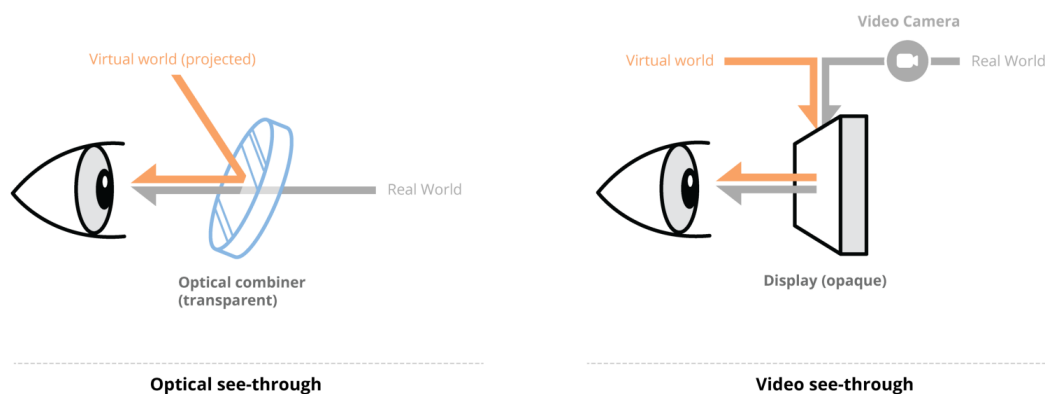 Virtual world (projected)
Real World
Optical combiner
(transparent)
Optical see-through
Video Camera
Virtual world
Real World
Display (opaque)
Video see-through